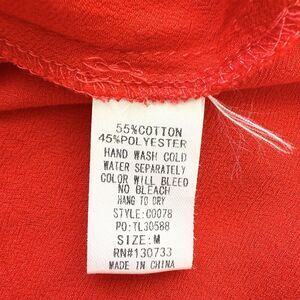 55%COTTON
45%POLYESTER
HAND WASH COLD
WATER SEPARATELY
COLOR WILL BLEED
NO BLEACH
HANG TO DRY
STYLE:C0078
PO:TL30588
SIZE:M
RN#130733
MADE IN CHINA